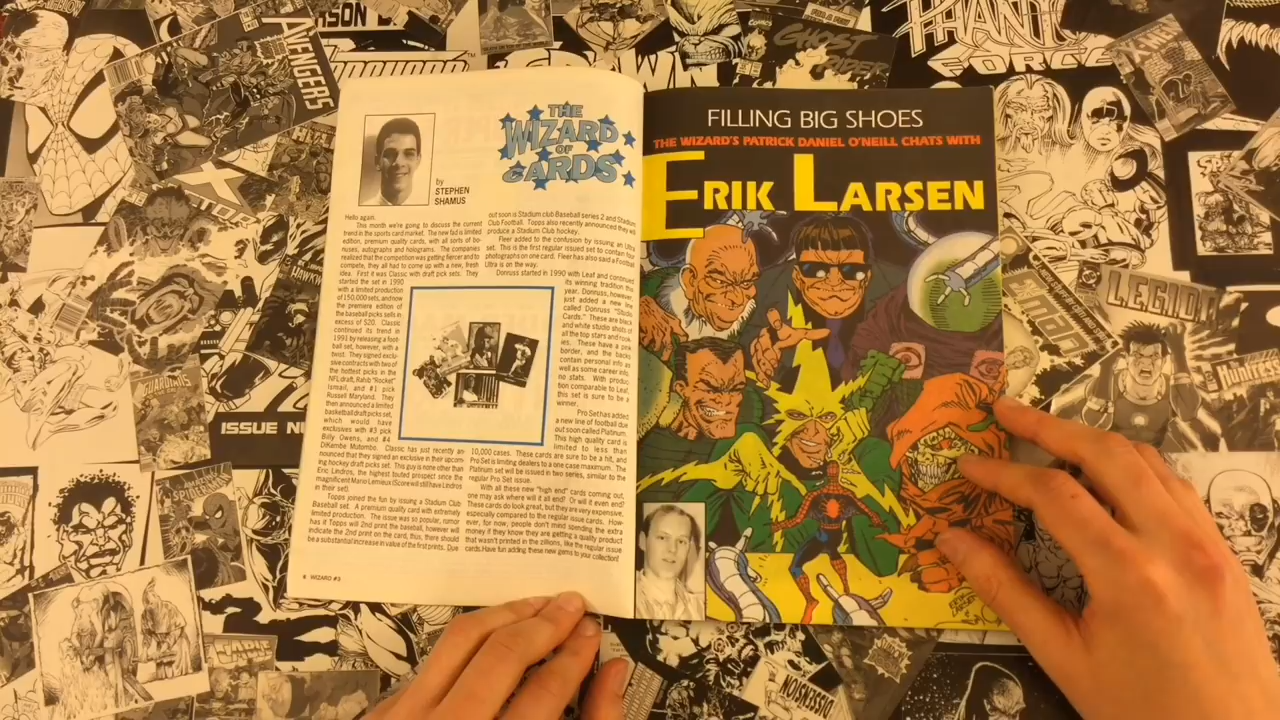 THE
WIZARD
OF
CARDS
by
STEPHEN
SHAMUS
Hello again.
This month we're going to discuss the current
trend in the sports card market. The new fad is limited
edition, premium quality cards, with all sorts of bo-
nuses, autographs and holograms. The companies
realized that the competition was getting fiercer and to
compete, they all had to come up with a new, fresh
idea. First it was Classic with draft pick sets. They
started the set in 1990
with a limited production
of 150,000 sets, and now
the premiere edition of
the baseball picks sells in
excess of $20. Classic
continued its trend in
1991 by releasing a foot-
ball set, however, with a
twist. They signed exclu-
sive contracts with two of
the hottest picks in the
NFL draft, Rahib "Rocket"
Ismail, and #1 pick
Russell Maryland. They
then announced a limited
basketball draft picks set,
which would have
exclusives with #3 pick
Billy Owens, and #4
DiKembe Mutombo. Classic has just recently an-
nounced that they signed an exclusive in their upcom-
ing hockey draft picks set. This guy is none other than
Eric Lindros, the highest touted prospect since the
magnificent Mario Lemieux (Score will still have Lindros
in their set).
Topps joined the fun by issuing a Stadium Club
Baseball set. A premium quality card with extremely
limited production. The issue was so popular, rumor
has it Topps will 2nd print the baseball, however will
indicate the 2nd print on the card, thus, there should
be a substantial increase in value of the first prints. Due
out soon is Stadium club Baseball series 2 and Stadium
Club Football. Topps also recently announced they will
produce a Stadium Club hockey.
Fleer added to the confusion by issuing an Ultra
set. This is the first regular issued set to contain four
photographs on one card. Fleer has also said a Football
Ultra is on the way.
Donruss started in 1990 with Leaf and continued
its winning tradition this
year. Donruss, however,
just added a new line
called Donruss "Studio
Cards." These are black
and white studio shots of
all the top stars and rook-
ies. These have a pink
border, and the backs
contain personal info as
well as some career info,
no stats. With produc-
tion comparable to Leaf,
this set is sure to be a
winner.
Pro Set has added
a new line of football due
out soon called Platinum.
This high quality card is
limited to less than
10,000 cases. These cards are sure to be a hit, and
Pro Set is limiting dealers to a one case maximum. The
Platinum set will be issued in two series, similar to the
regular Pro Set issue.
With all these new "high end" cards coming out,
one may ask where will it all end? Or will it even end?
These cards do look great, but they are very expensive,
especially compared to the regular issue cards. How-
ever, for now, people don't mind spending the extra
money if they know they are getting a quality product
that wasn't printed in the zillions, like the regular issue
cards. Have fun adding these new gems to your collection!
6 WIZARD #3
FILLING BIG SHOES
THE WIZARD'S PATRICK DANIEL O'NEILL CHATS WITH
ERIK LARSEN
AVENGERS
GHOST
RIDER
FORCE
X-MEN
LEGION
ISSUE
GUARDIANS
SPIDER-MAN
CABLE